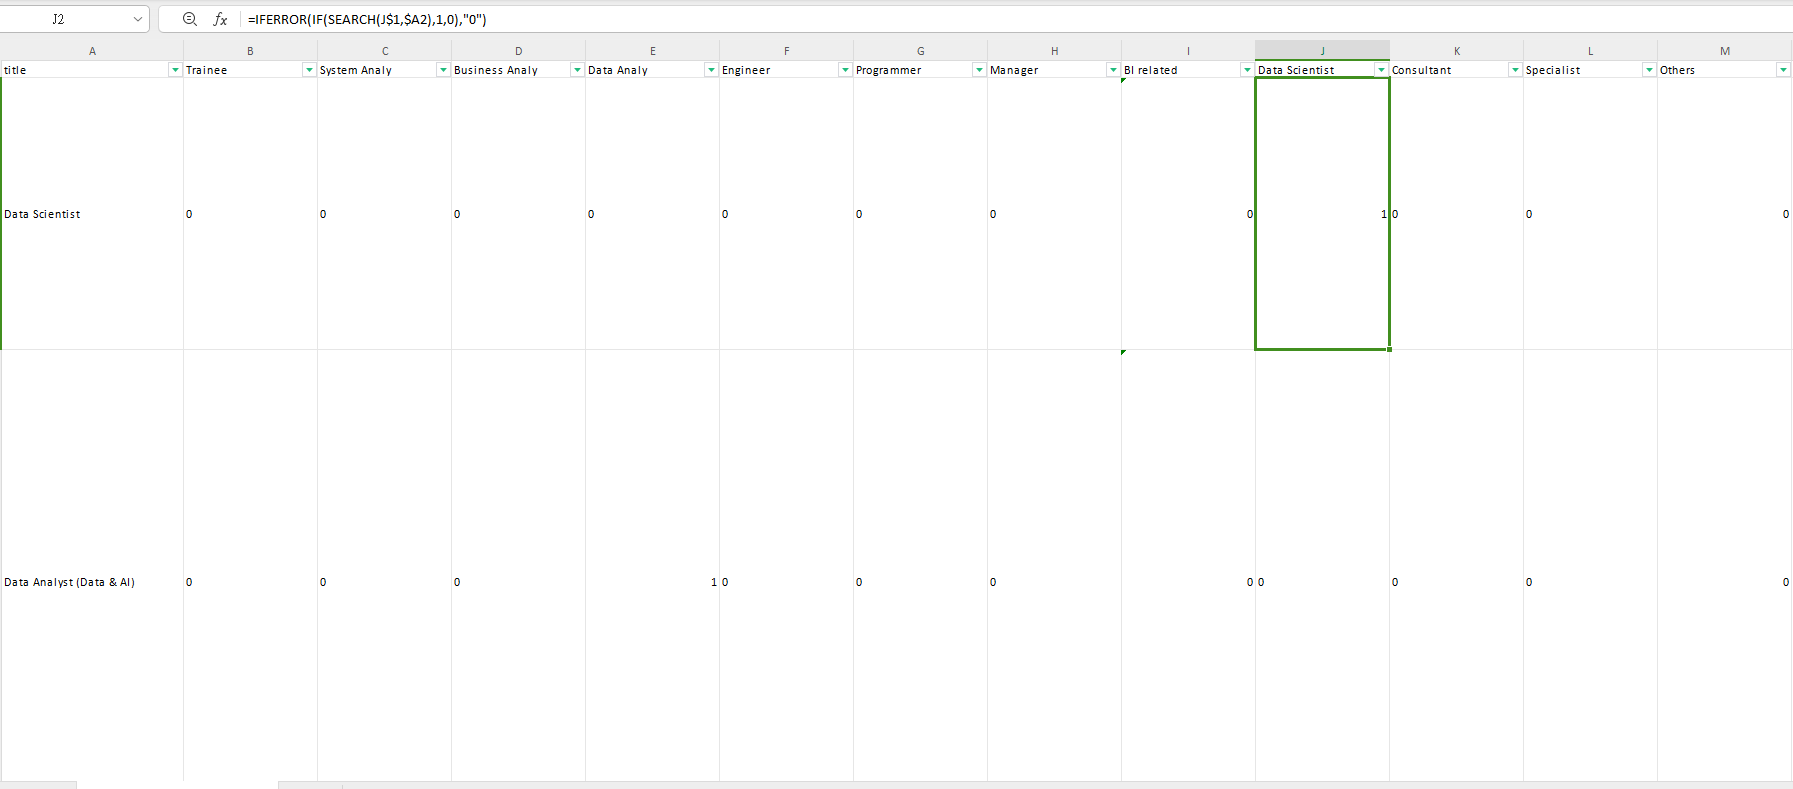 J2 fx =IFERROR(IF(SEARCH(J$1,$A2),1,0),"0")
A B C D E F G H I J K L M
title Trainee System Analy Business Analy Data Analy Engineer Programmer Manager BI related Data Scientist Consultant Specialist Others
Data Scientist 0 0 0 0 0 0 0 0 1 0 0 0
Data Analyst (Data & AI) 0 0 0 1 0 0 0 0 0 0 0 0